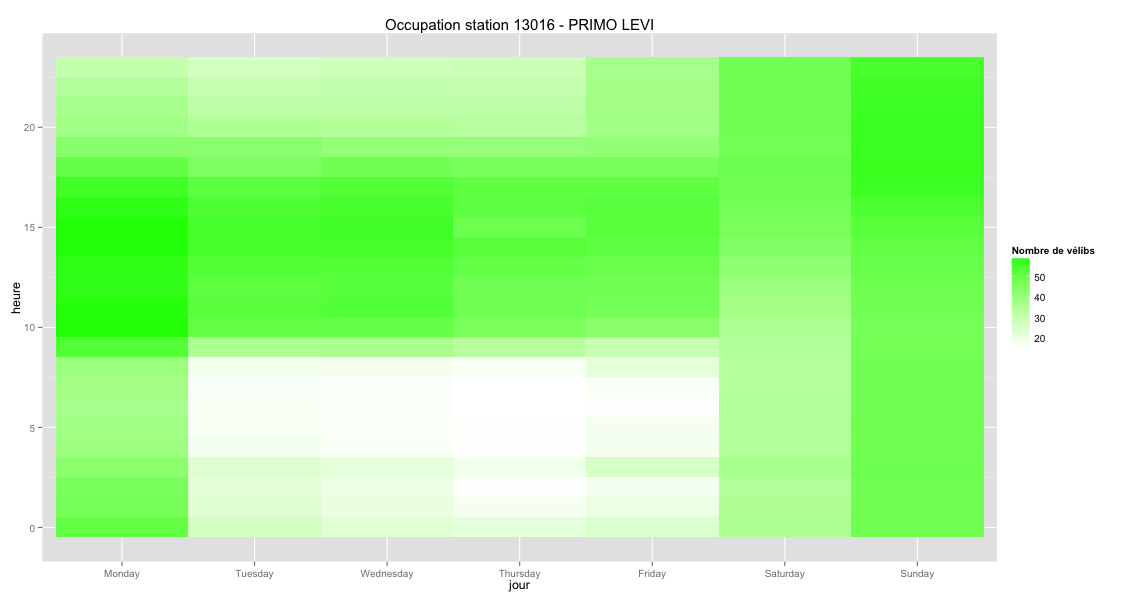 Occupation station 13016 - PRIMO LEVI
heure
20
15
10
5
0
Monday Tuesday Wednesday Thursday Friday Saturday Sunday
jour
Nombre de vélibs
50
40
30
20